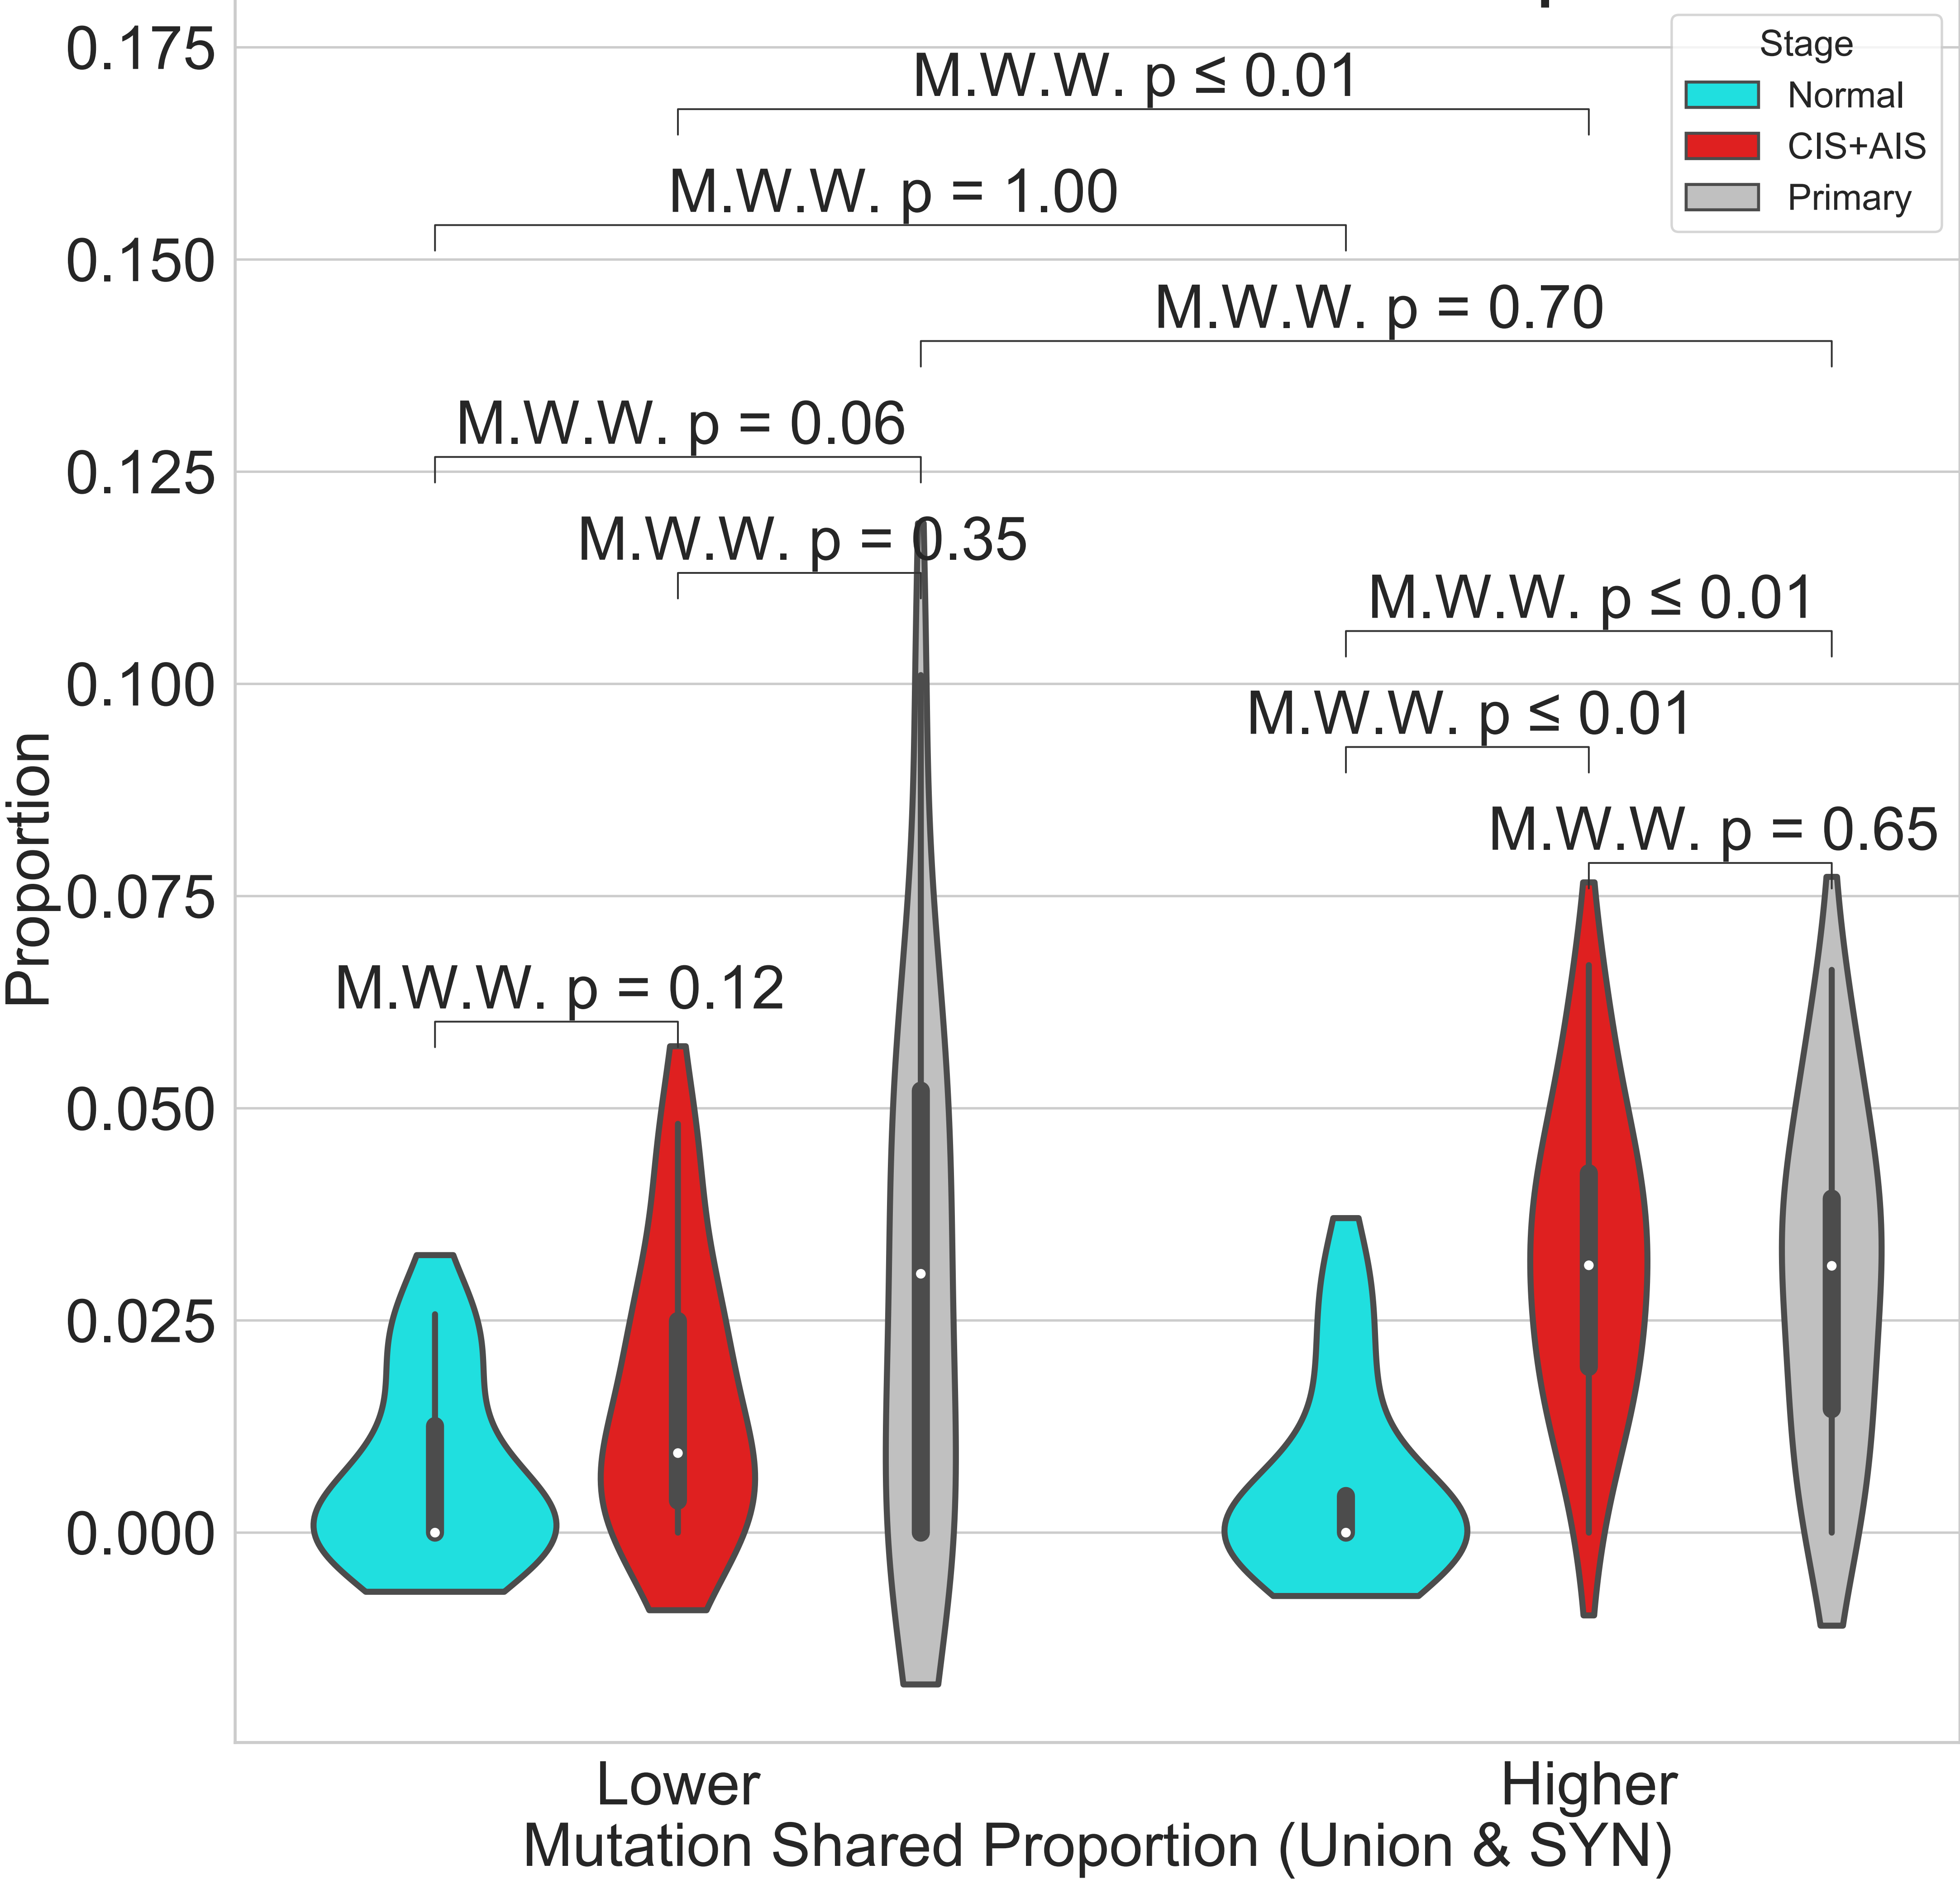 0.175
0.150
0.125
0.100
0.075
0.050
0.025
0.000
Proportion
Stage
Normal
CIS+AIS
Primary
M.W.W. p ≤ 0.01
M.W.W. p = 1.00
M.W.W. p = 0.70
M.W.W. p = 0.06
M.W.W. p = 0.35
M.W.W. p ≤ 0.01
M.W.W. p ≤ 0.01
M.W.W. p = 0.65
M.W.W. p = 0.12
Lower
Higher
Mutation Shared Proportion (Union & SYN)